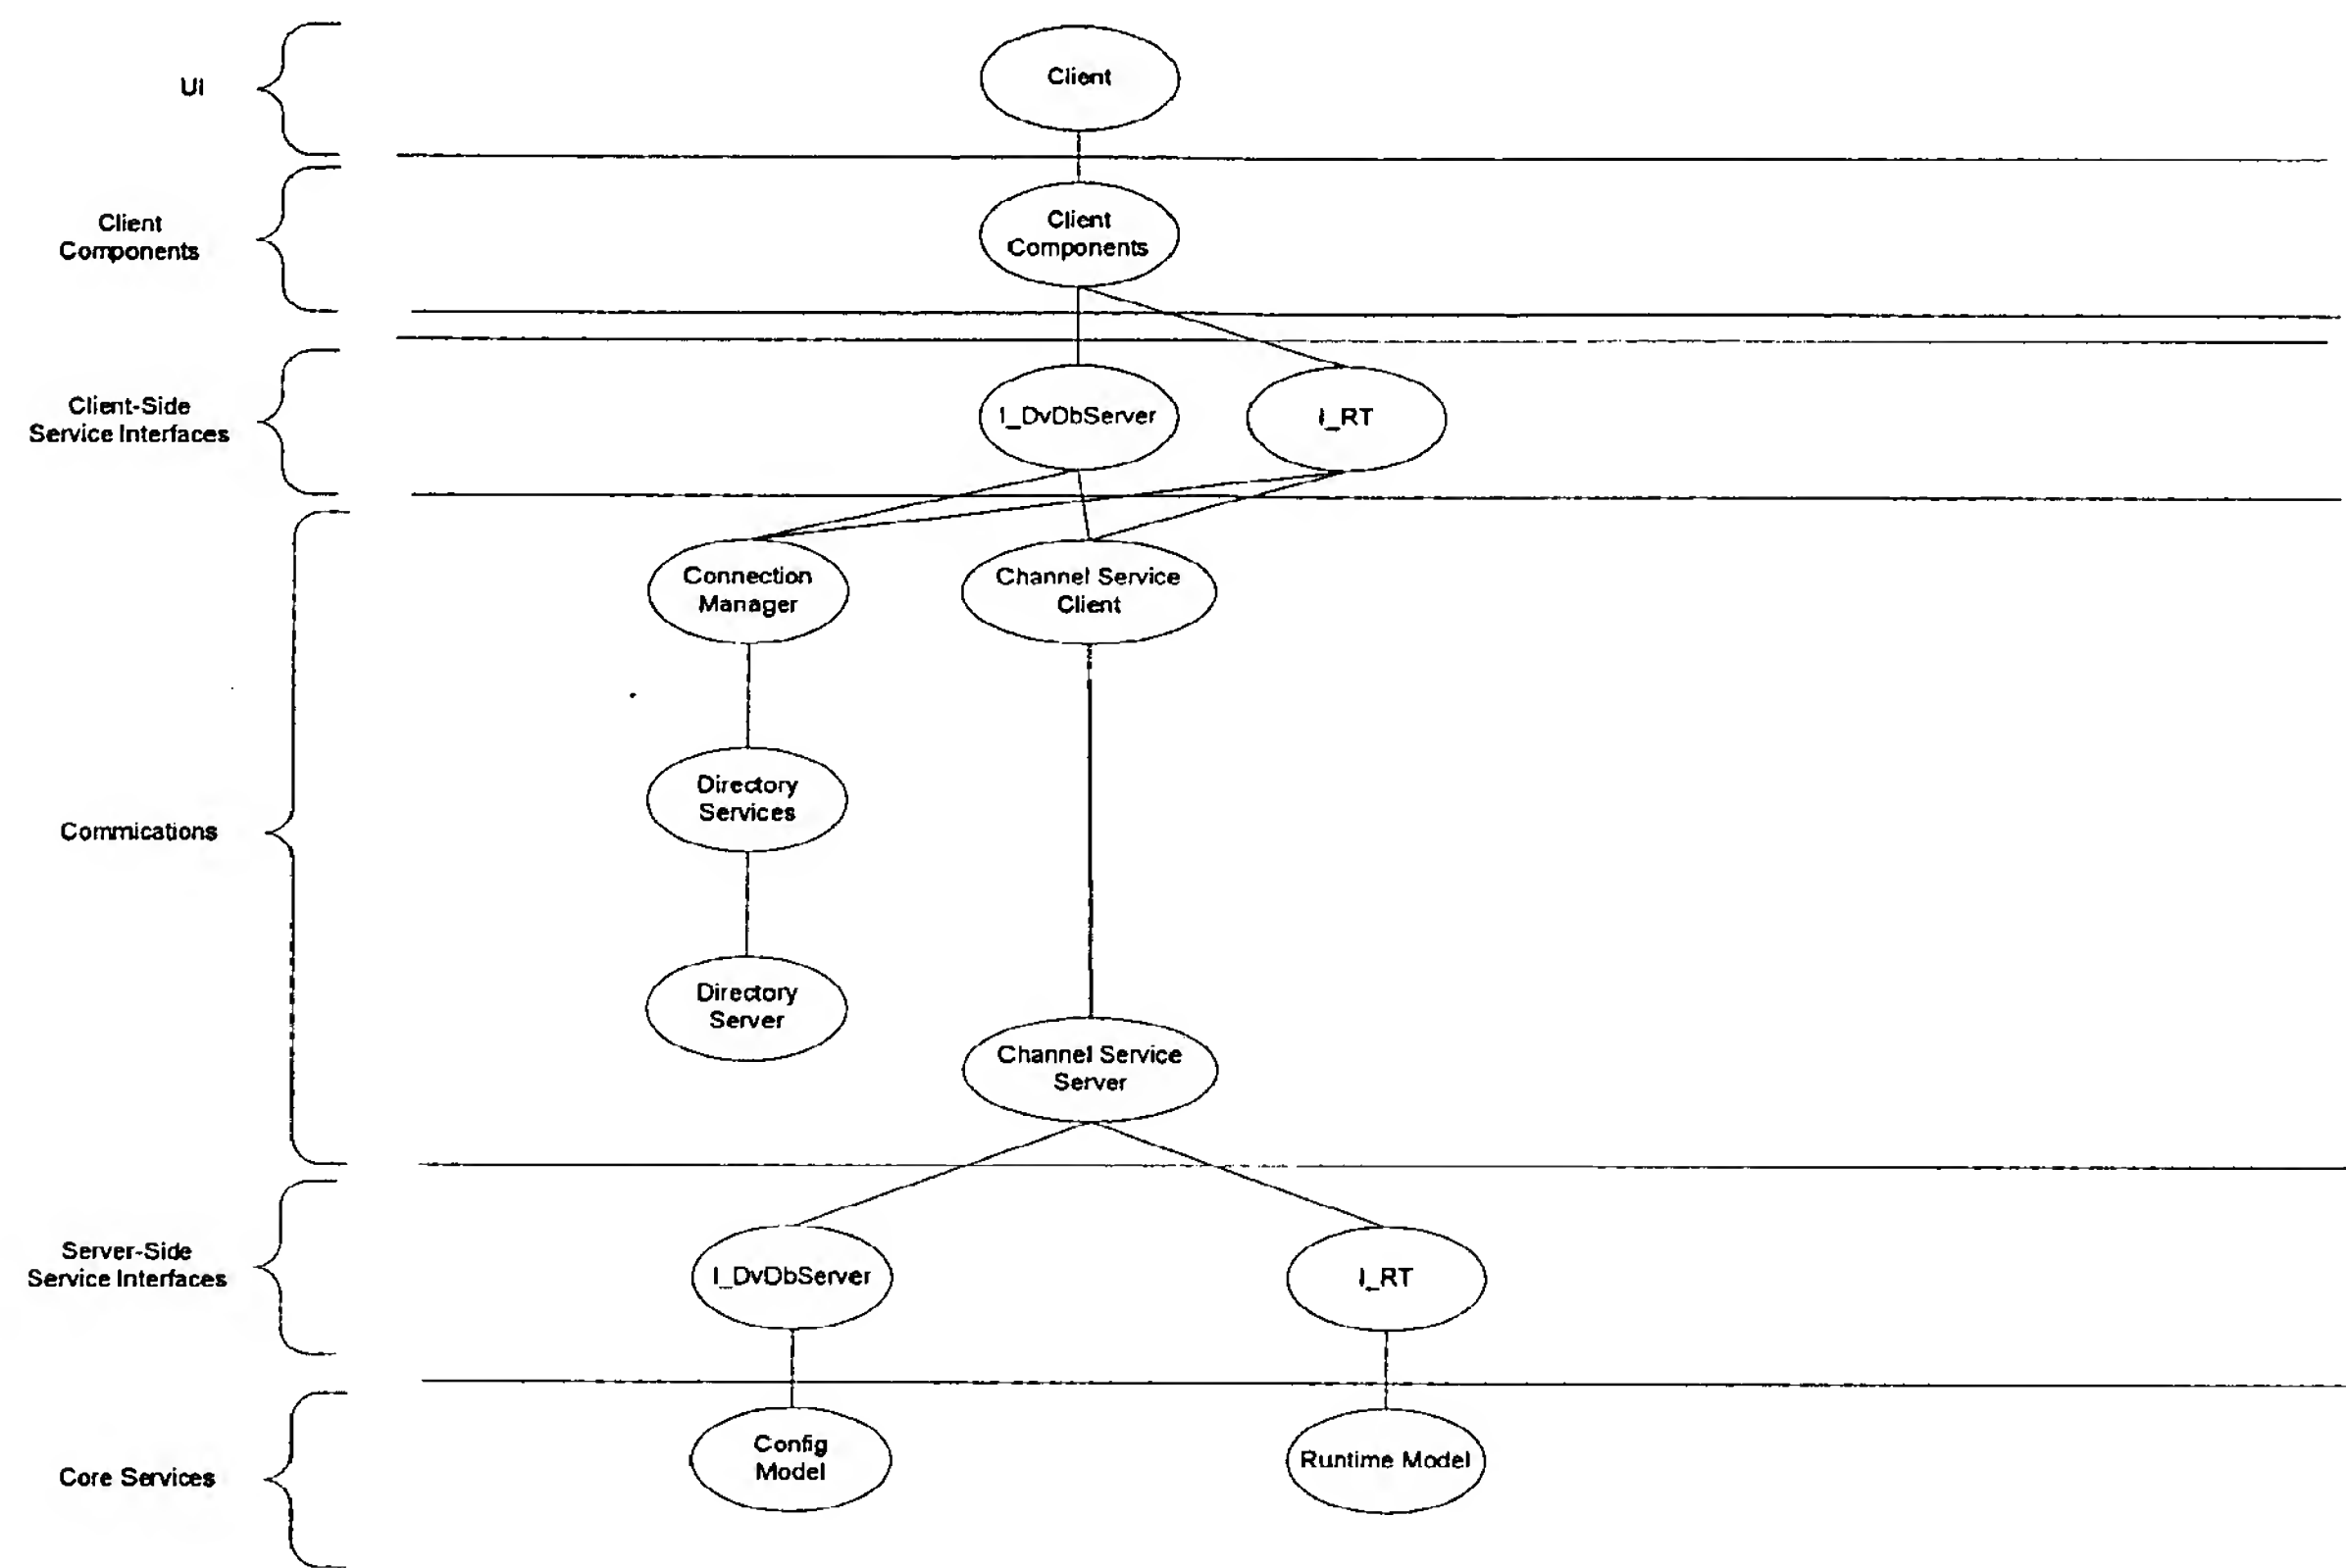 UI
Client
Client
Components
Client
Components
Client-Side
Service Interfaces
I_DvDbServer
I_RT
Connection
Manager
Channel Service
Client
Directory
Services
Commications
Directory
Server
Channel Service
Server
Server-Side
Service Interfaces
I_DvDbServer
I_RT
Core Services
Config
Model
Runtime Model